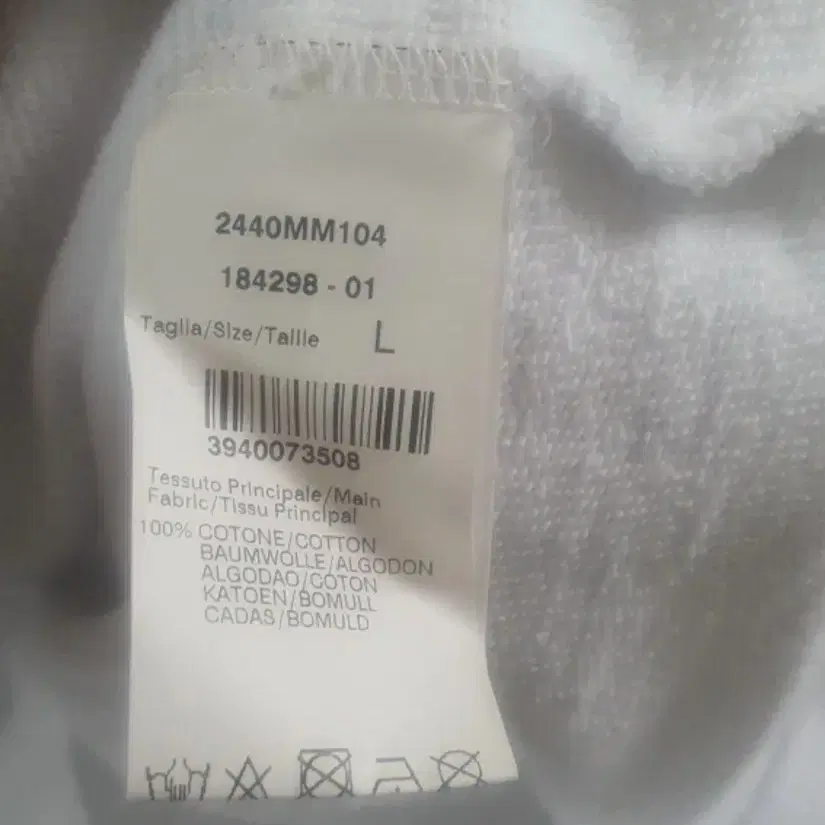 2440MM104
184298 - 01
Taglia/Size/Taille L
3940073508
Tessuto Principale/Main
Fabric/Tissu Principal
100% COTONE/COTTON
BAUMWOLLE/ALGODON
ALGODAO/COTON
KATOEN/BOMULL
CADAS/BOMULD